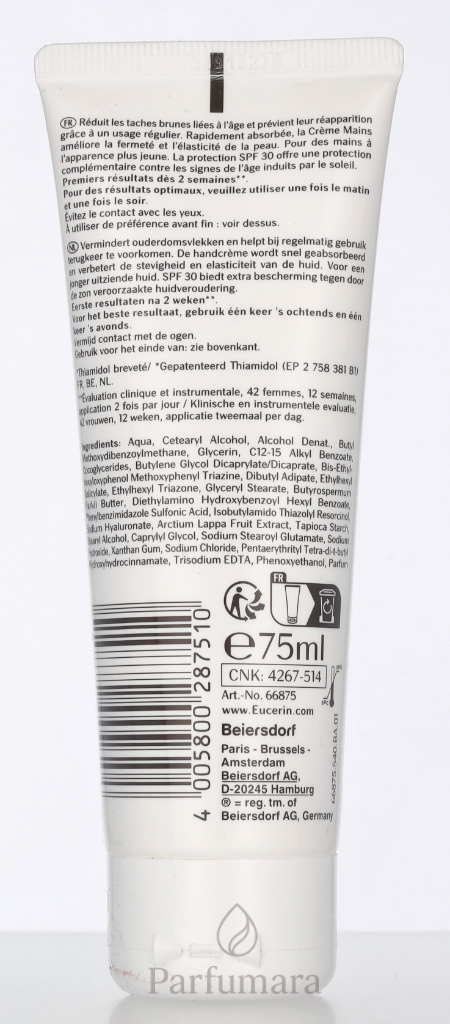 FR Réduit les taches brunes liées à l'âge et prévient leur réapparition
grâce à un usage régulier. Rapidement absorbée, la Crème Mains
améliore la fermeté et l'élasticité de la peau. Pour des mains à
l'apparence plus jeune. La protection SPF 30 offre une protection
complémentaire contre les signes de l'âge induits par le soleil.
Premiers résultats dès 2 semaines**.
Pour des résultats optimaux, veuillez utiliser une fois le matin
et une fois le soir.
Évitez le contact avec les yeux.
À utiliser de préférence avant fin : voir dessus.
NL Vermindert ouderdomsvlekken en helpt bij regelmatig gebruik
terugkeer te voorkomen. De handcrème wordt snel geabsorbeerd
en verbetert de stevigheid en elasticiteit van de huid. Voor een
jonger uitziende huid. SPF 30 biedt extra bescherming tegen door
de zon veroorzaakte huidveroudering.
Eerste resultaten na 2 weken**.
Voor het beste resultaat, gebruik één keer 's ochtends en één
keer 's avonds.
Vermijd contact met de ogen.
Gebruik voor het einde van: zie bovenkant.
*Thiamidol breveté/ *Gepatenteerd Thiamidol (EP 2 758 381 B1)
FR, BE, NL.
**Évaluation clinique et instrumentale, 42 femmes, 12 semaines,
application 2 fois par jour / Klinische en instrumentele evaluatie,
42 vrouwen, 12 weken, applicatie tweemaal per dag.
Ingredients: Aqua, Cetearyl Alcohol, Alcohol Denat., Butyl
Methoxydibenzoylmethane, Glycerin, C12-15 Alkyl Benzoate,
Cocoglycerides, Butylene Glycol Dicaprylate/Dicaprate, Bis-Ethyl-
hexyloxyphenol Methoxyphenyl Triazine, Dibutyl Adipate, Ethylhexyl
Salicylate, Ethylhexyl Triazone, Glyceryl Stearate, Butyrospermum
Parkii Butter, Diethylamino Hydroxybenzoyl Hexyl Benzoate,
Phenylbenzimidazole Sulfonic Acid, Isobutylamido Thiazolyl Resorcinol,
Sodium Hyaluronate, Arctium Lappa Fruit Extract, Tapioca Starch,
Stearyl Alcohol, Caprylyl Glycol, Sodium Stearoyl Glutamate, Sodium
Hydroxide, Xanthan Gum, Sodium Chloride, Pentaerythrityl Tetra-di-t-butyl
Hydroxyhydrocinnamate, Trisodium EDTA, Phenoxyethanol, Parfum
FR
℮75ml
CNK: 4267-514
Art.-No. 66875
www.Eucerin.com
Beiersdorf
Paris - Brussels -
Amsterdam
Beiersdorf AG,
D-20245 Hamburg
® = reg. tm. of
Beiersdorf AG, Germany
4 005800 287510
Parfumara